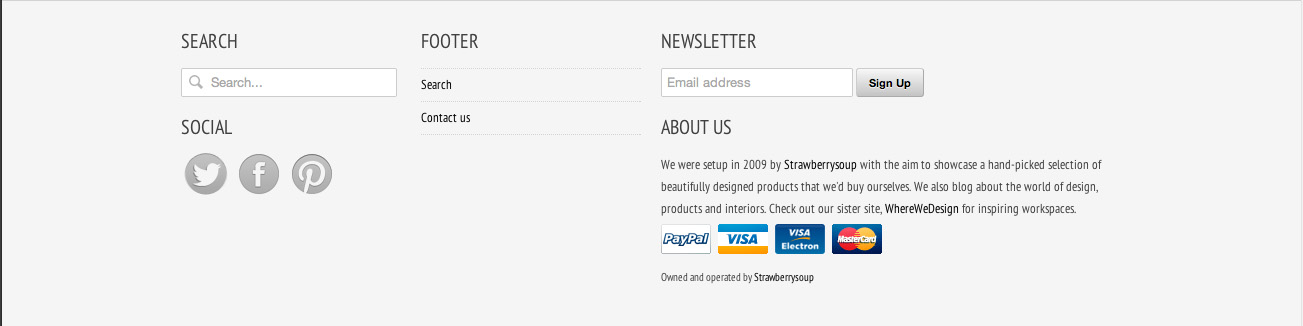 SEARCH
Search...
SOCIAL
FOOTER
Search
Contact us
NEWSLETTER
Email address
Sign Up
ABOUT US
We were setup in 2009 by Strawberrysoup with the aim to showcase a hand-picked selection of
beautifully designed products that we'd buy ourselves. We also blog about the world of design,
products and interiors. Check out our sister site, WhereWeDesign for inspiring workspaces.
PayPal VISA VISA Electron MasterCard
Owned and operated by Strawberrysoup